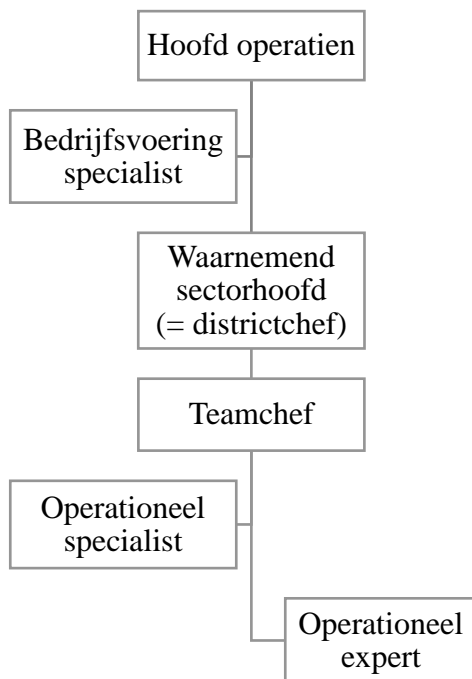 Hoofd operatien
Bedrijfsvoering
specialist
Waarnemend
sectorhoofd
(= districtchef)
Teamchef
Operationeel
specialist
Operationeel
expert